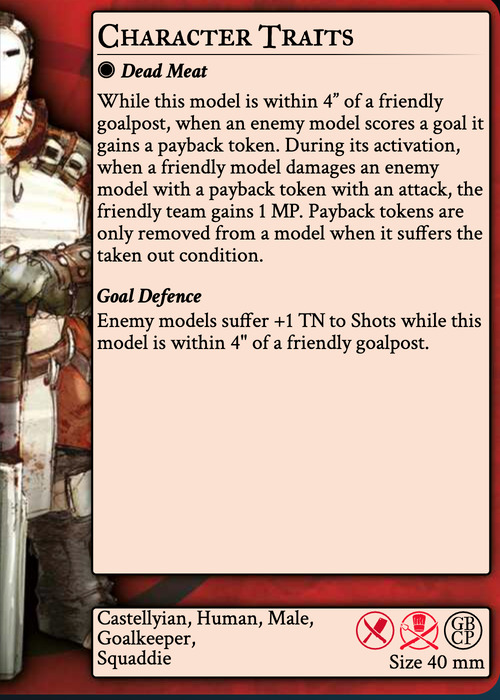 Character Traits
Dead Meat
While this model is within 4” of a friendly
goalpost, when an enemy model scores a goal it
gains a payback token. During its activation,
when a friendly model damages an enemy
model with a payback token with an attack, the
friendly team gains 1 MP. Payback tokens are
only removed from a model when it suffers the
taken out condition.
Goal Defence
Enemy models suffer +1 TN to Shots while this
model is within 4" of a friendly goalpost.
Castellyian, Human, Male,
Goalkeeper,
Squaddie
GB
CP
Size 40 mm